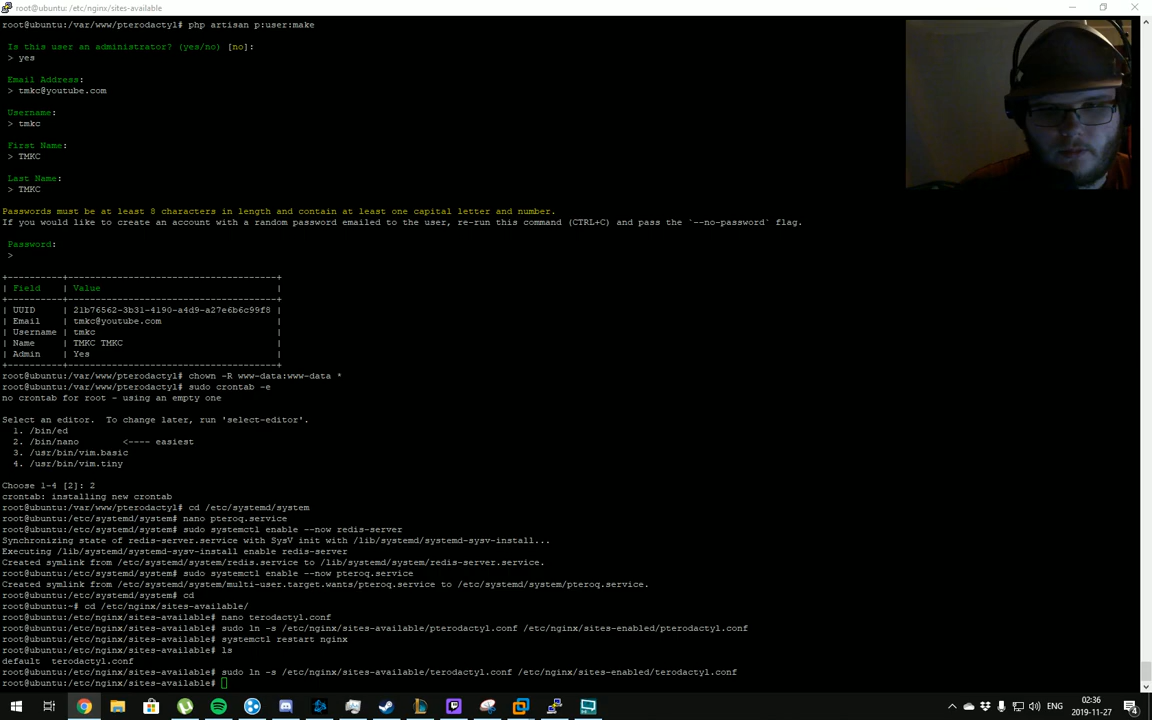 root@ubuntu: /etc/nginx/sites-available
root@ubuntu:/var/www/pterodactyl# php artisan p:user:make
Is this user an administrator? (yes/no) [no]:
> yes
Email Address:
> tmkc@youtube.com
Username:
> tmkc
First Name:
> TMKC
Last Name:
> TMKC
Passwords must be at least 8 characters in length and contain at least one capital letter and number.
If you would like to create an account with a random password emailed to the user, re-run this command (CTRL+C) and pass the `--no-password` flag.
Password:
>
+----------+--------------------------------------+
| Field    | Value                                |
+----------+--------------------------------------+
| UUID     | 21b76562-3b31-4190-a4d9-a27e6b6c99f8 |
| Email    | tmkc@youtube.com                     |
| Username | tmkc                                 |
| Name     | TMKC TMKC                            |
| Admin    | Yes                                  |
+----------+--------------------------------------+
root@ubuntu:/var/www/pterodactyl# chown -R www-data:www-data *
root@ubuntu:/var/www/pterodactyl# sudo crontab -e
no crontab for root - using an empty one
Select an editor.  To change later, run 'select-editor'.
1. /bin/ed
2. /bin/nano        <---- easiest
3. /usr/bin/vim.basic
4. /usr/bin/vim.tiny
Choose 1-4 [2]: 2
crontab: installing new crontab
root@ubuntu:/var/www/pterodactyl# cd /etc/systemd/system
root@ubuntu:/etc/systemd/system# nano pteroq.service
root@ubuntu:/etc/systemd/system# sudo systemctl enable --now redis-server
Synchronizing state of redis-server.service with SysV init with /lib/systemd/systemd-sysv-install...
Executing /lib/systemd/systemd-sysv-install enable redis-server
Created symlink from /etc/systemd/system/redis.service to /lib/systemd/system/redis-server.service.
root@ubuntu:/etc/systemd/system# sudo systemctl enable --now pteroq.service
Created symlink from /etc/systemd/system/multi-user.target.wants/pteroq.service to /etc/systemd/system/pteroq.service.
root@ubuntu:/etc/systemd/system# cd
root@ubuntu:~# cd /etc/nginx/sites-available/
root@ubuntu:/etc/nginx/sites-available# nano terodactyl.conf
root@ubuntu:/etc/nginx/sites-available# sudo ln -s /etc/nginx/sites-available/pterodactyl.conf /etc/nginx/sites-enabled/pterodactyl.conf
root@ubuntu:/etc/nginx/sites-available# systemctl restart nginx
root@ubuntu:/etc/nginx/sites-available# ls
default  terodactyl.conf
root@ubuntu:/etc/nginx/sites-available# sudo ln -s /etc/nginx/sites-available/terodactyl.conf /etc/nginx/sites-enabled/terodactyl.conf
root@ubuntu:/etc/nginx/sites-available#
ENG
02:36
2019-11-27
4